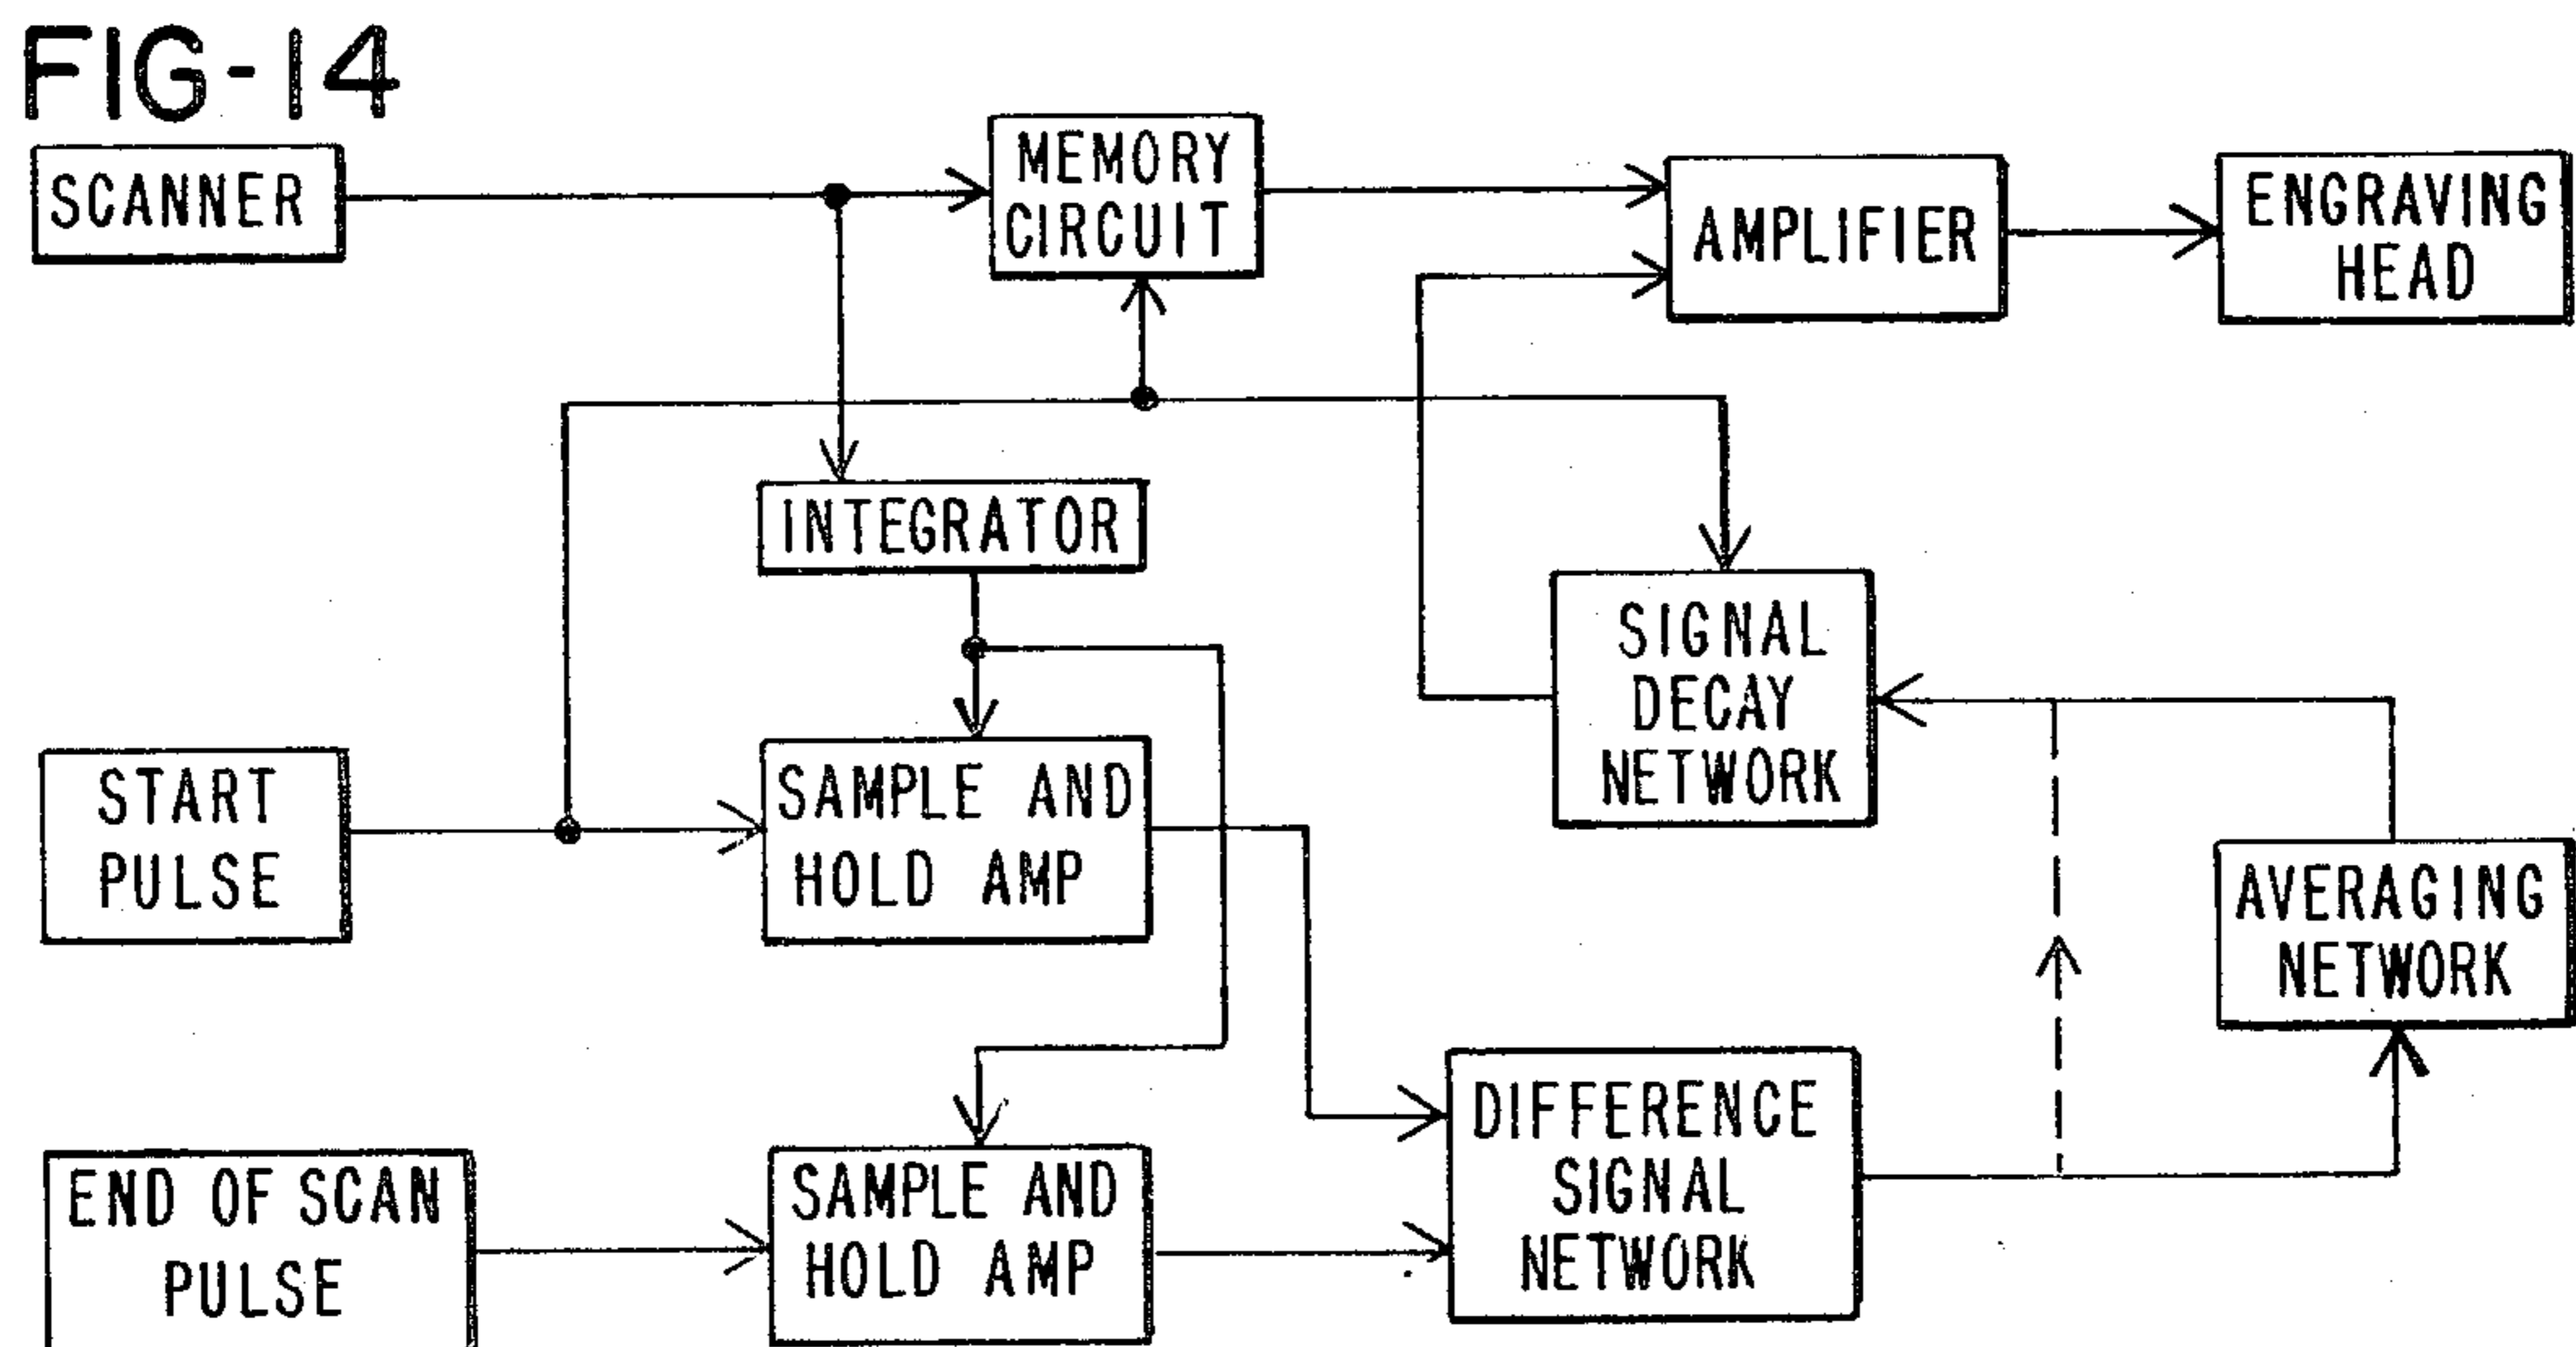 FIG-14
SCANNER
MEMORY
CIRCUIT
AMPLIFIER
ENGRAVING
HEAD
INTEGRATOR
SIGNAL
DECAY
NETWORK
START
PULSE
SAMPLE AND
HOLD AMP
AVERAGING
NETWORK
END OF SCAN
PULSE
SAMPLE AND
HOLD AMP
DIFFERENCE
SIGNAL
NETWORK